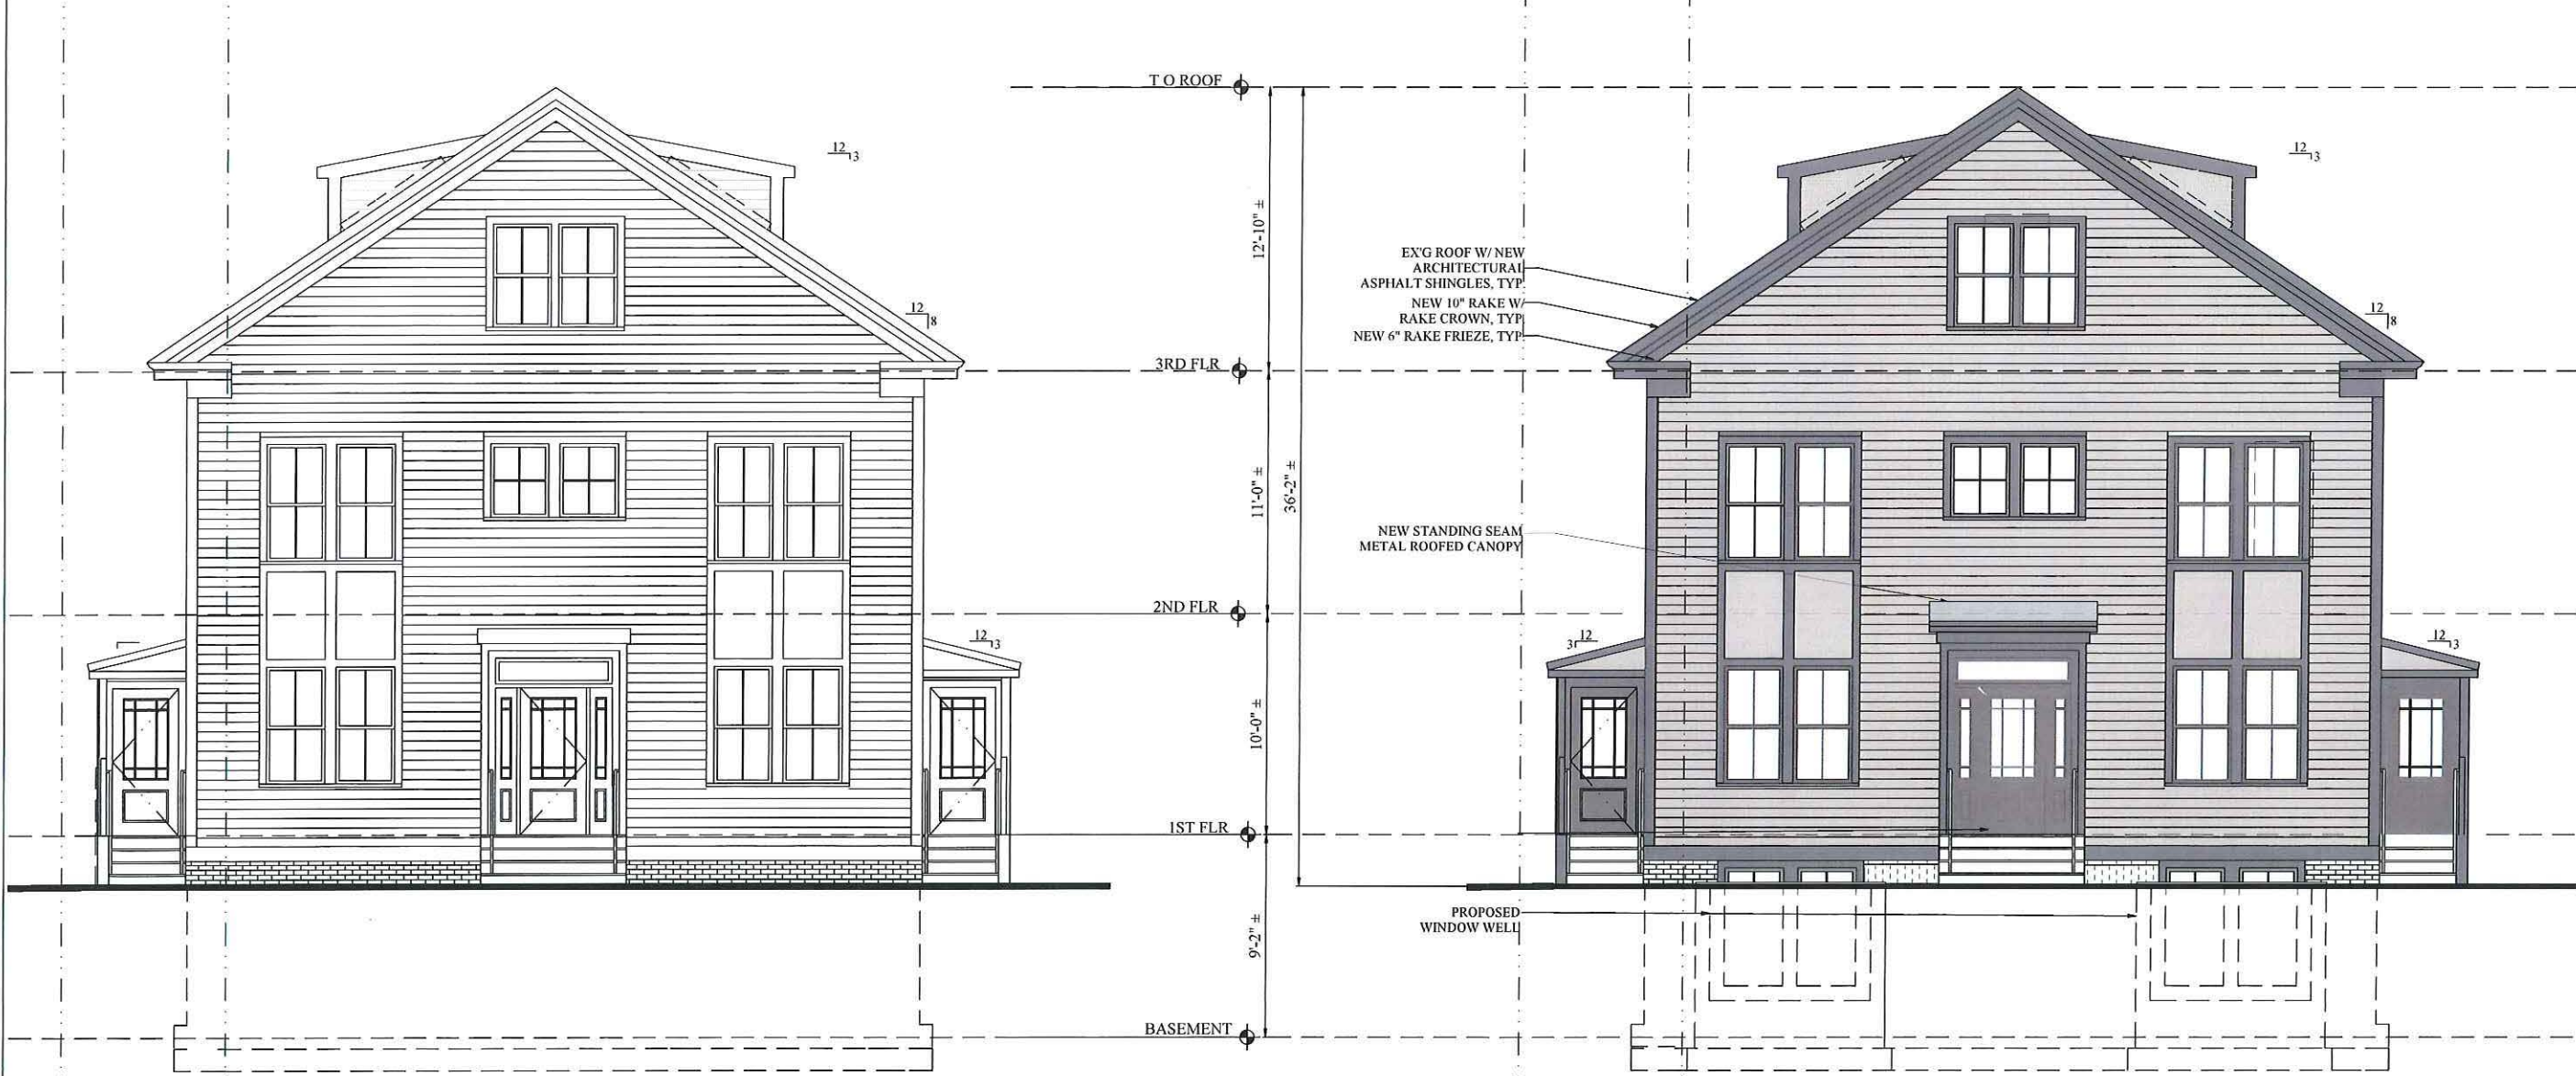 T O ROOF
12
3
12
3
12'-10" ±
EX'G ROOF W/ NEW
ARCHITECTURAL
ASPHALT SHINGLES, TYP
NEW 10" RAKE W/
RAKE CROWN, TYP
NEW 6" RAKE FRIEZE, TYP
12
8
12
8
3RD FLR
11'-0" ±
36'-2" ±
NEW STANDING SEAM
METAL ROOFED CANOPY
2ND FLR
12
3
12
3
12
3
10'-0" ±
1ST FLR
9'-2" ±
PROPOSED
WINDOW WELL
BASEMENT